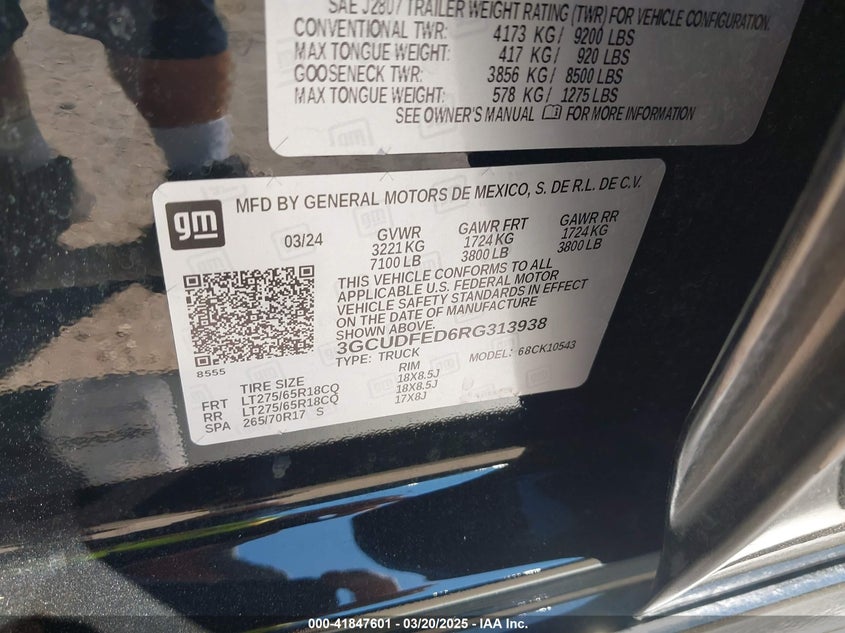 SAE J2807 TRAILER WEIGHT RATING (TWR) FOR VEHICLE CONFIGURATION.
CONVENTIONAL TWR: 4173 KG / 9200 LBS
MAX TONGUE WEIGHT: 417 KG / 920 LBS
GOOSENECK TWR: 3856 KG / 8500 LBS
MAX TONGUE WEIGHT: 578 KG / 1275 LBS
SEE OWNER'S MANUAL FOR MORE INFORMATION
gm
MFD BY GENERAL MOTORS DE MEXICO, S. DE R.L. DE C.V.
03/24 GVWR GAWR FRT GAWR RR
3221 KG 1724 KG 1724 KG
7100 LB 3800 LB 3800 LB
THIS VEHICLE CONFORMS TO ALL
APPLICABLE U.S. FEDERAL MOTOR
VEHICLE SAFETY STANDARDS IN EFFECT
ON THE DATE OF MANUFACTURE
SHOWN ABOVE.
3GCUDFED6RG313938
8555 TYPE: TRUCK MODEL: 68CK10543
TIRE SIZE RIM
FRT LT275/65R18CQ 18X8.5J
RR LT275/65R18CQ 18X8.5J
SPA 265/70R17 S 17X8J
000-41847601 - 03/20/2025 - IAA Inc.